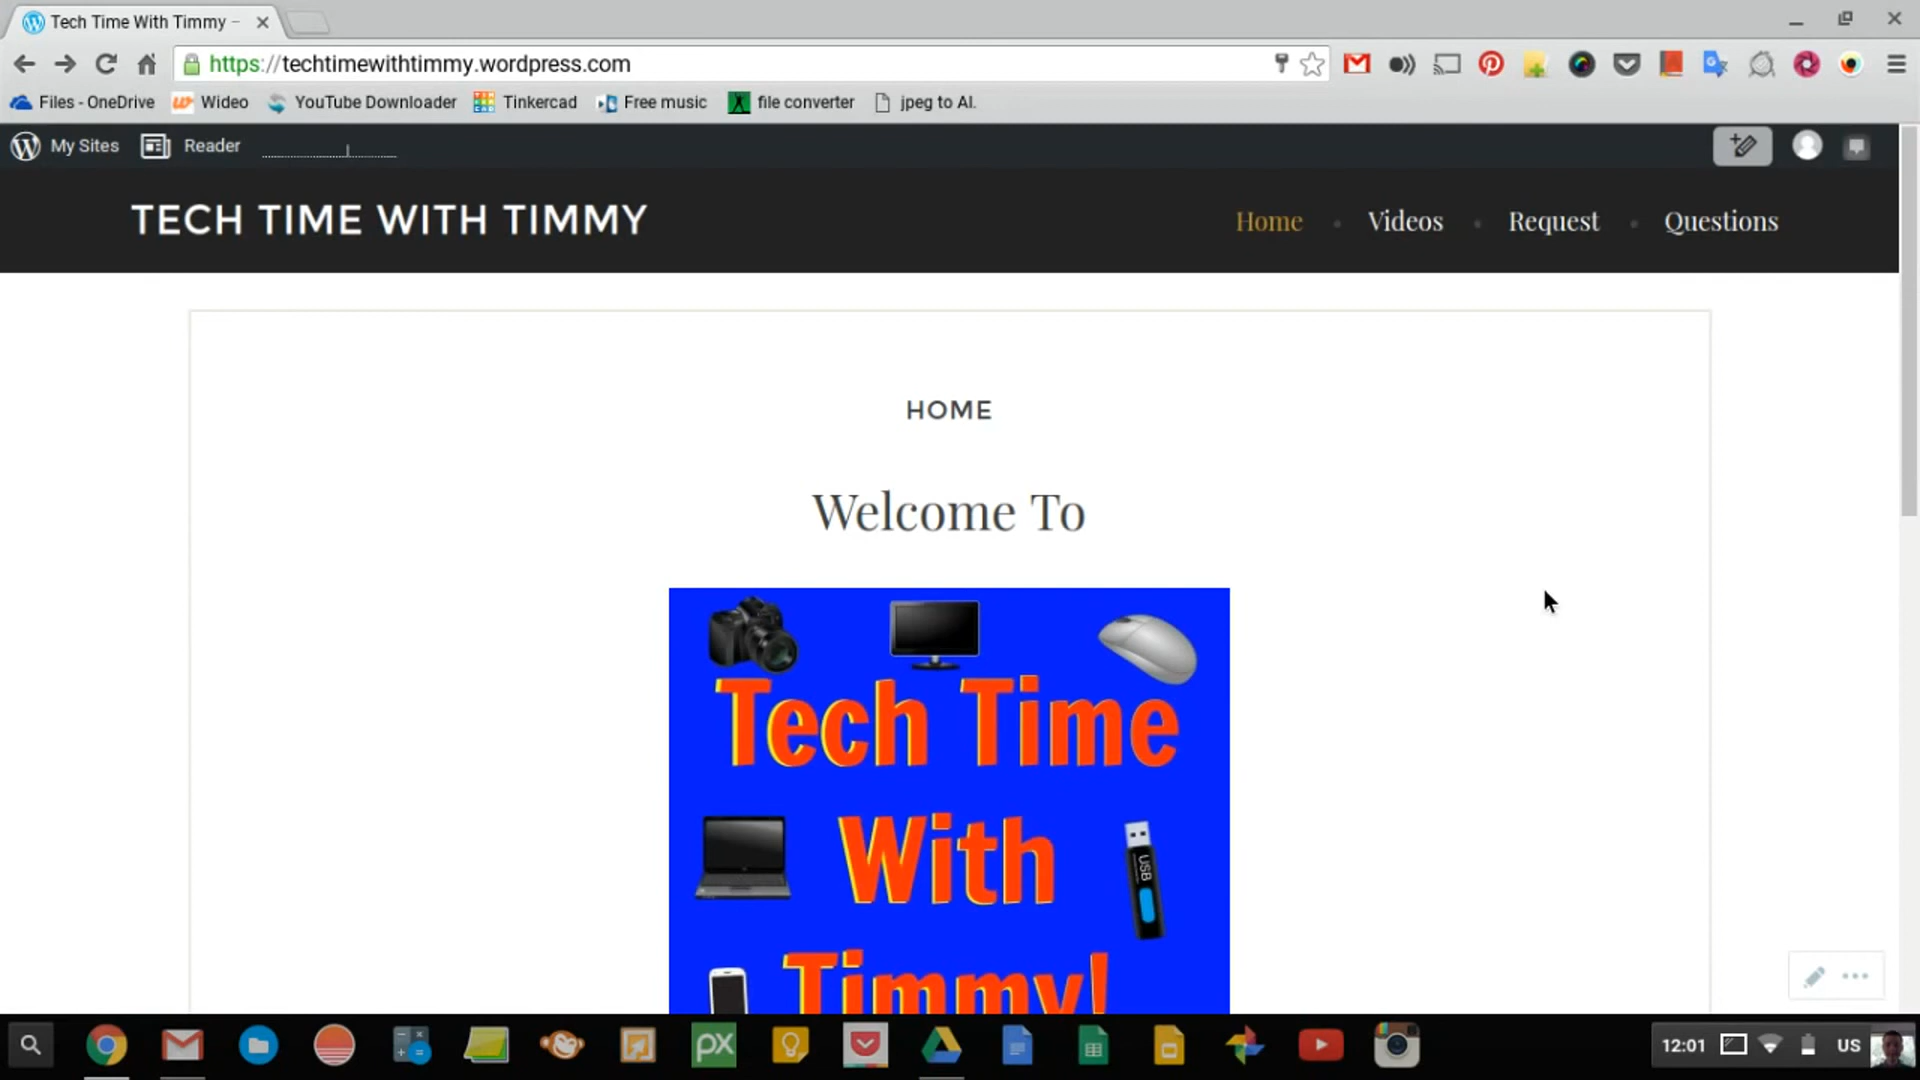 Tech Time With Timmy –
https://techtimewithtimmy.wordpress.com
Files - OneDrive Wideo YouTube Downloader Tinkercad Free music file converter jpeg to AI.
My Sites Reader
TECH TIME WITH TIMMY Home Videos Request Questions
HOME
Welcome To
Tech Time
With
USB
Timmy!
px
12:01 US